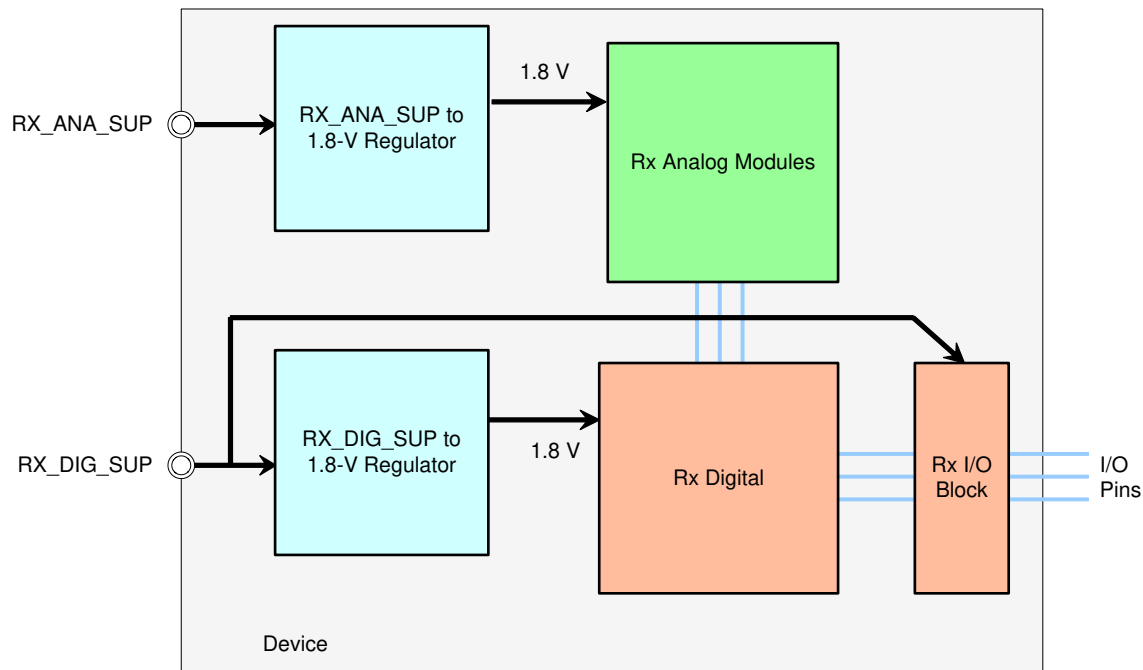 1.8 V
RX_ANA_SUP
RX_ANA_SUP to
1.8-V Regulator
Rx Analog Modules
RX_DIG_SUP
RX_DIG_SUP to
1.8-V Regulator
1.8 V
Rx Digital
Rx I/O
Block
I/O
Pins
Device